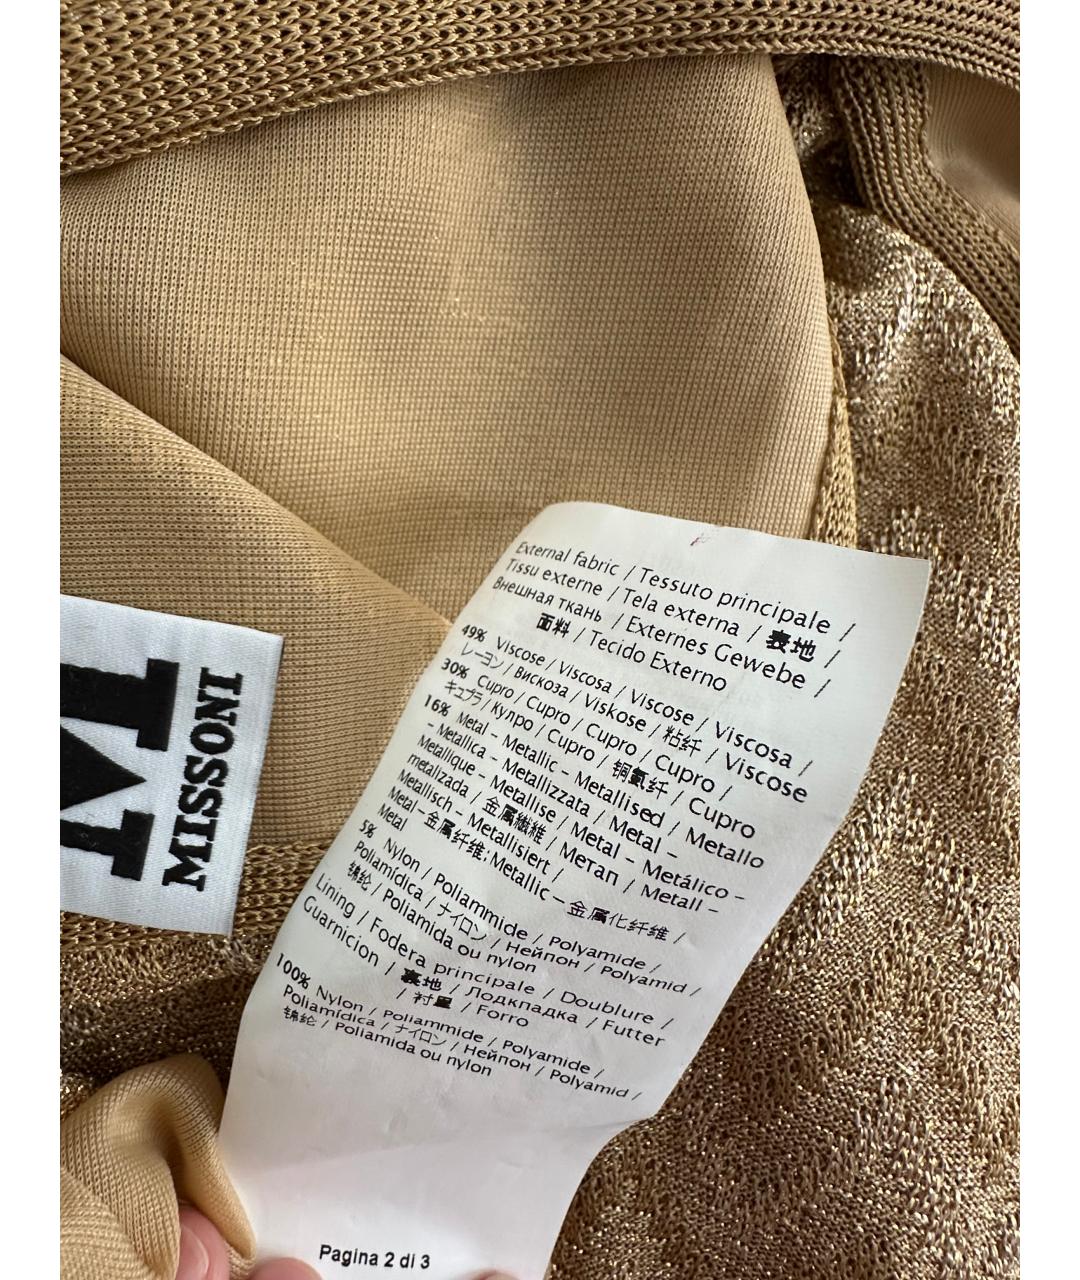 External fabric / Tessuto principale /
Tissu externe / Tela externa / 表地 /
Внешная ткань / Externes Gewebe /
面料 / Tecido Externo
49% Viscose / Viscosa / Viscose / Viscosa /
レーヨン / Вискоза / Viskose / 粘纤 / Viscose
30% Cupro / Cupro / Cupro / Cupro /
キュプラ / Купро / Cupro / 铜氨纤 / Cupro
16% Metal - Metallic - Metallised / Metallo
- Metallica - Metallizzata / Metal -
Metallique - Metallise / Metal - Metálico -
metalizada / 金属繊維 / Метал / Metall -
Metallisch - Metallisiert /
Metal-金属纤维; Metallic-金属化纤维 /
Metal
5% Nylon / Poliammide / Polyamide /
Poliamídica / ナイロン / Нейлон / Polyamid /
锦纶 / Poliamida ou nylon
Lining / Fodera principale / Doublure /
Guarnicion / 裏地 / Лодкладка / Futter
/ 衬里 / Forro
100% Nylon / Poliammide / Polyamide /
Poliamídica / ナイロン / Нейлон / Polyamid /
锦纶 / Poliamida ou nylon
Pagina 2 di 3
M
MISSONI